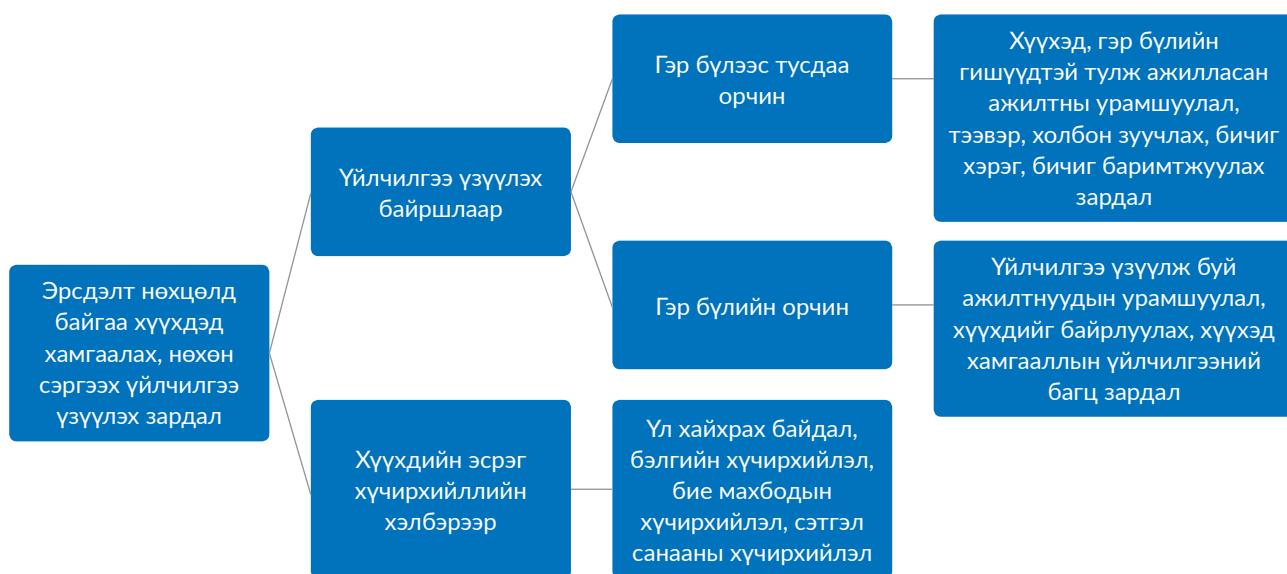 Эрсдэлт нөхцөлд
байгаа хүүхдэд
хамгаалах, нөхөн
сэргээх үйлчилгээ
үзүүлэх зардал
Үйлчилгээ үзүүлэх
байршлаар
Гэр бүлээс тусдаа
орчин
Хүүхэд, гэр бүлийн
гишүүдтэй тулж ажилласан
ажилтны урамшуулал,
тээвэр, холбон зуучлах, бичиг
хэрэг, бичиг баримтжуулах
зардал
Гэр бүлийн орчин
Үйлчилгээ үзүүлж буй
ажилтнуудын урамшуулал,
хүүхдийг байрлуулах, хүүхэд
хамгааллын үйлчилгээний
багц зардал
Хүүхдийн эсрэг
хүчирхийллийн
хэлбэрээр
Үл хайхрах байдал,
бэлгийн хүчирхийлэл,
бие махбодын
хүчирхийлэл, сэтгэл
санааны хүчирхийлэл